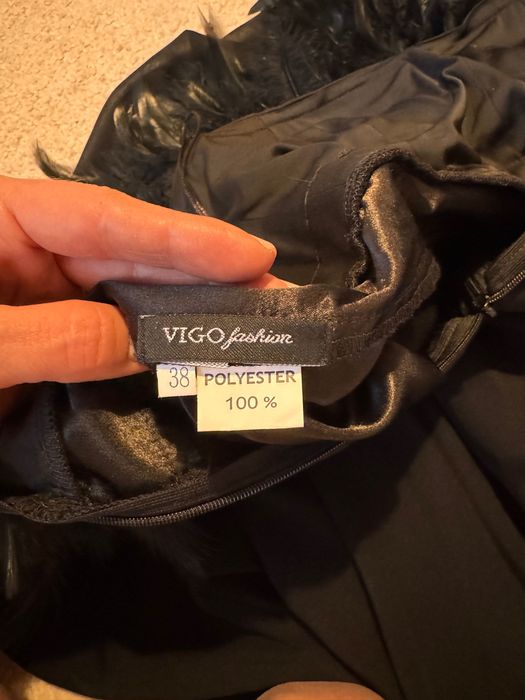 VIGO fashion
38
POLYESTER
100 %